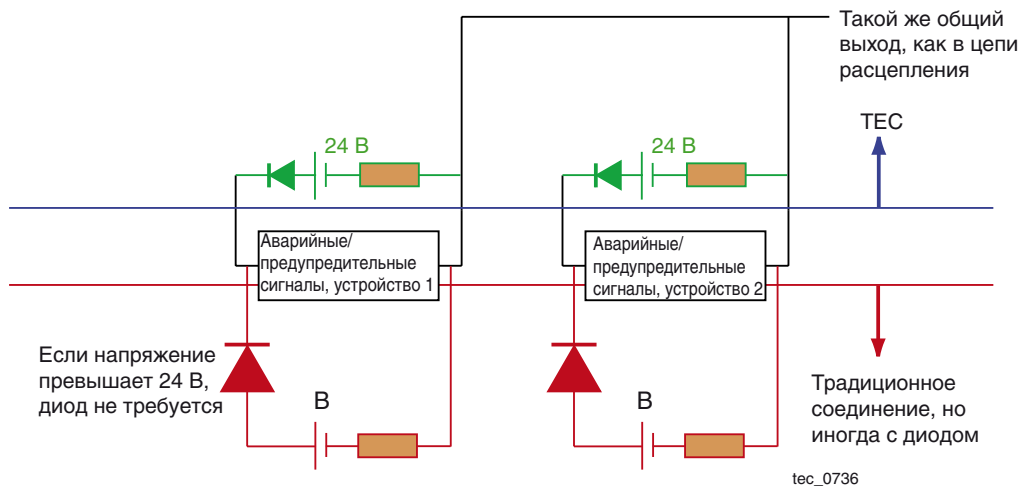 Такой же общий
выход, как в цепи
расцепления
TEC
24 В
24 В
Аварийные/
предупредительные
сигналы, устройство 1
Аварийные/
предупредительные
сигналы, устройство 2
Если напряжение
превышает 24 В,
диод не требуется
В
В
Традиционное
соединение, но
иногда с диодом
tec_0736